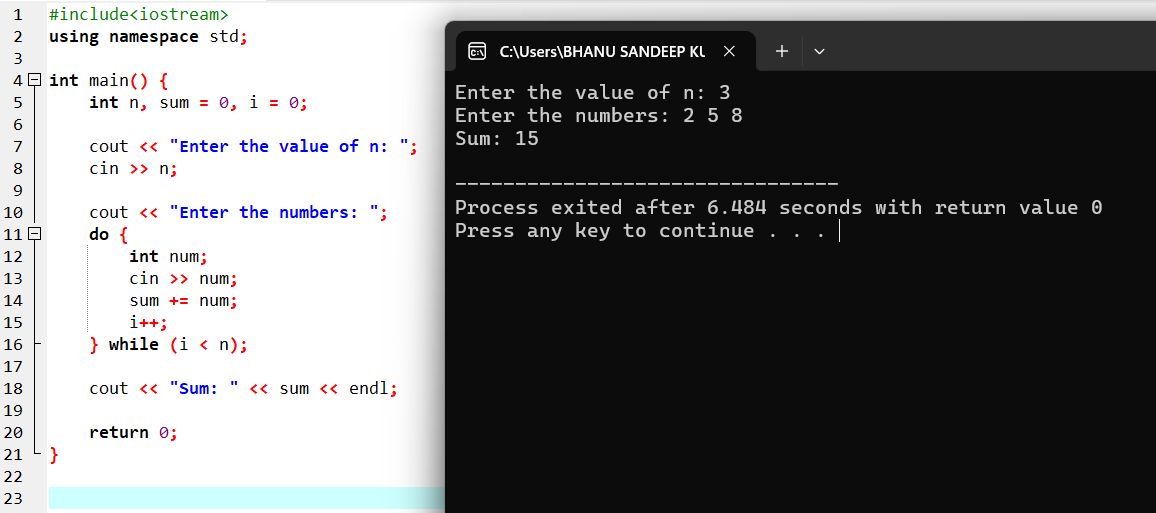 1 #include<iostream>
2 using namespace std;
3
4 int main() {
5 int n, sum = 0, i = 0;
6
7 cout << "Enter the value of n: ";
8 cin >> n;
9
10 cout << "Enter the numbers: ";
11 do {
12 int num;
13 cin >> num;
14 sum += num;
15 i++;
16 } while (i < n);
17
18 cout << "Sum: " << sum << endl;
19
20 return 0;
21 }
22
23
C:\Users\BHANU SANDEEP KU
Enter the value of n: 3
Enter the numbers: 2 5 8
Sum: 15
--------------------------------
Process exited after 6.484 seconds with return value 0
Press any key to continue . . .